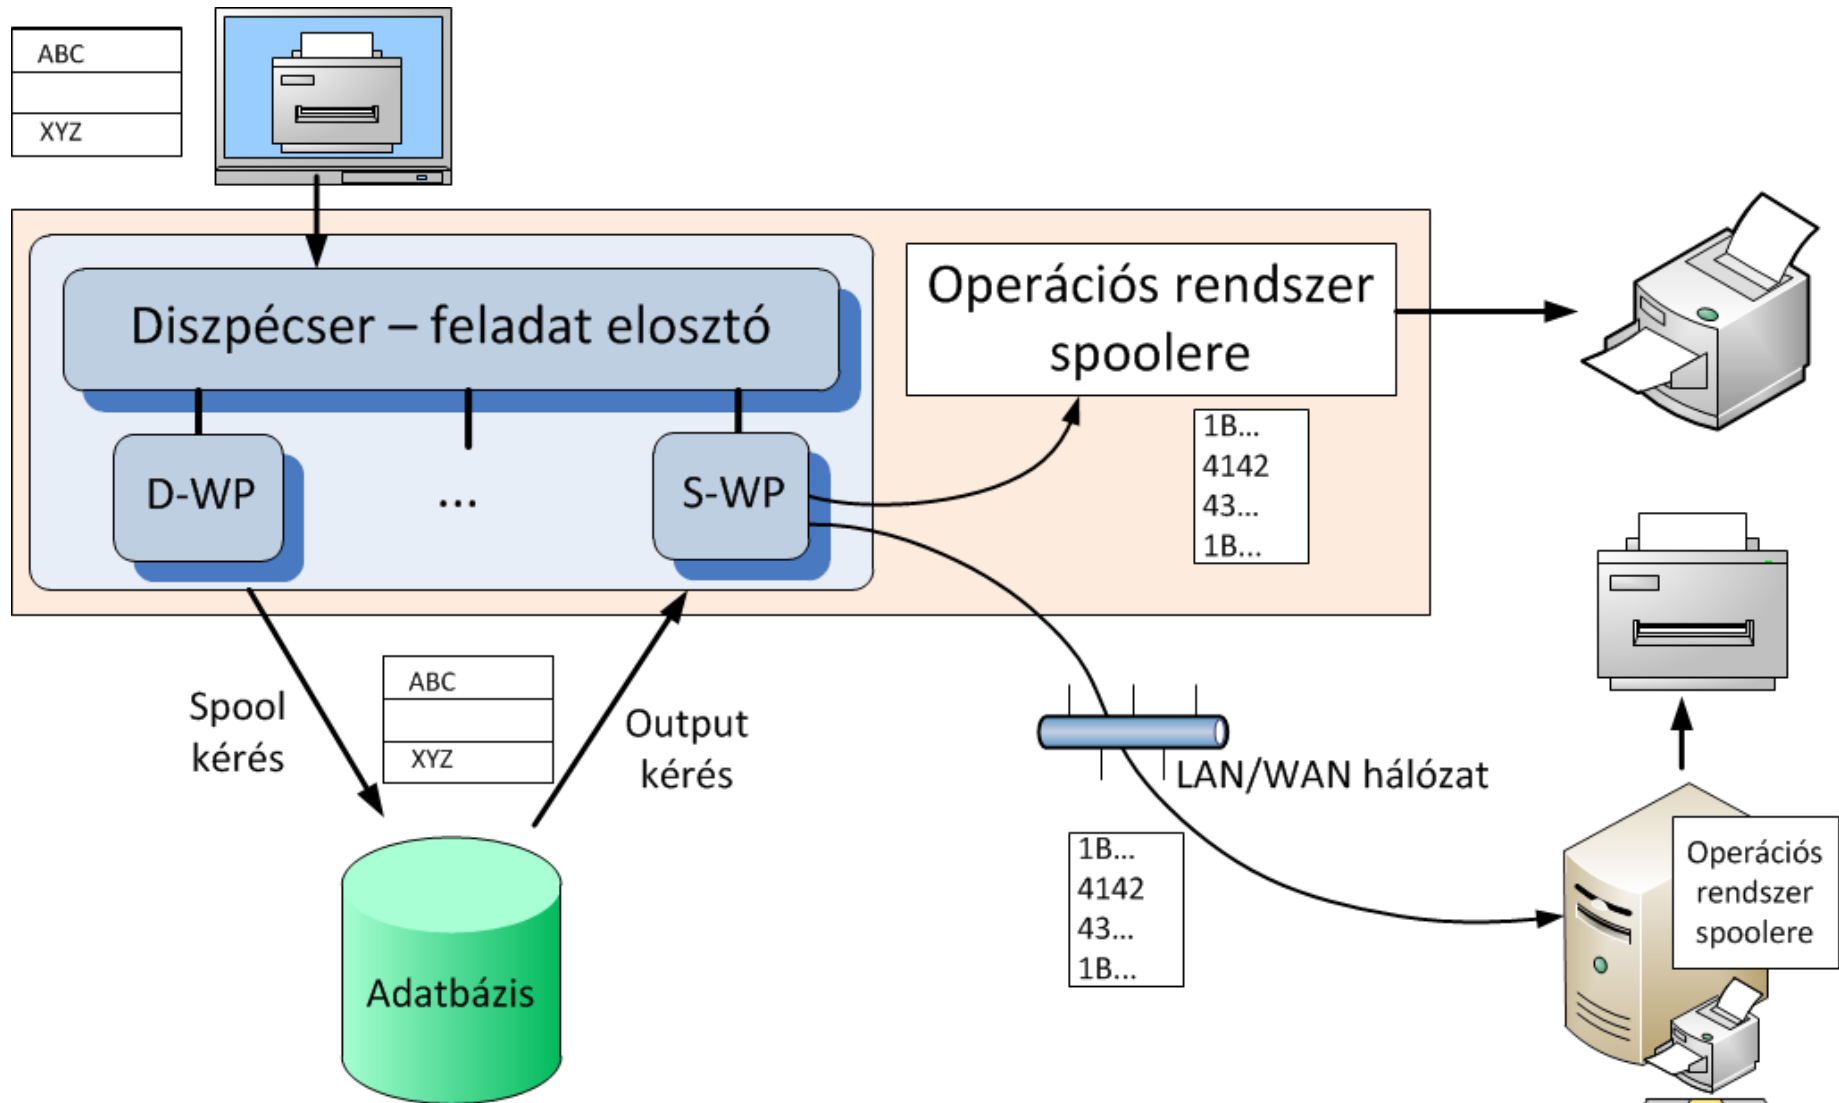 ABC
XYZ
Diszpécser – feladat elosztó
Operációs rendszer
spoolere
D-WP
...
S-WP
1B...
4142
43...
1B...
Spool
kérés
ABC
XYZ
Output
kérés
LAN/WAN hálózat
1B...
4142
43...
1B...
Operációs
rendszer
spoolere
Adatbázis